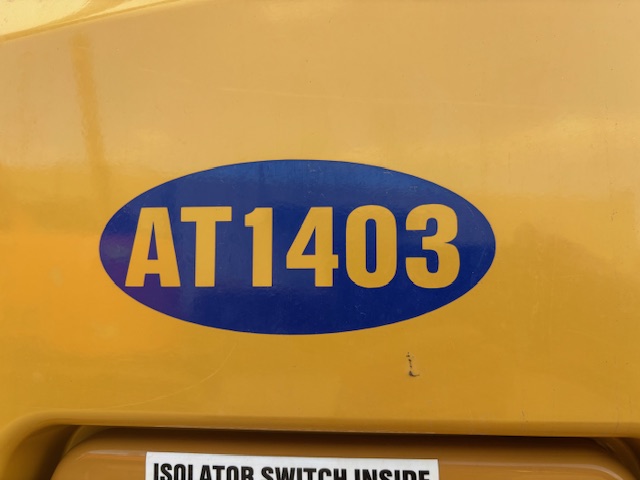 AT1403
ISOLATOR SWITCH INSIDE